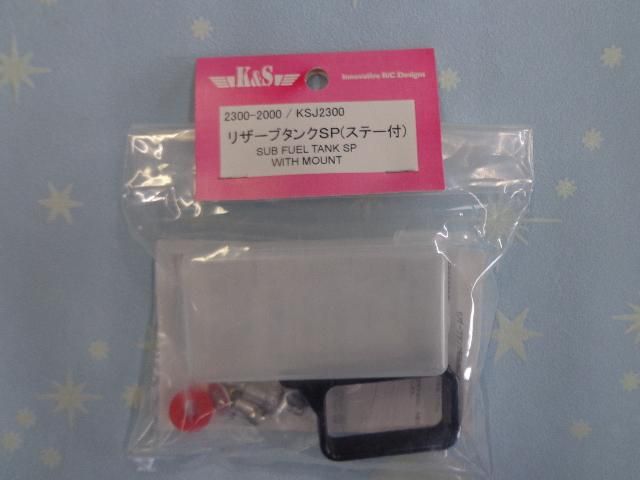 K&S
Innovative R/C Designs
2300-2000 / KSJ2300
リザーブタンクSP(ステー付)
SUB FUEL TANK SP
WITH MOUNT